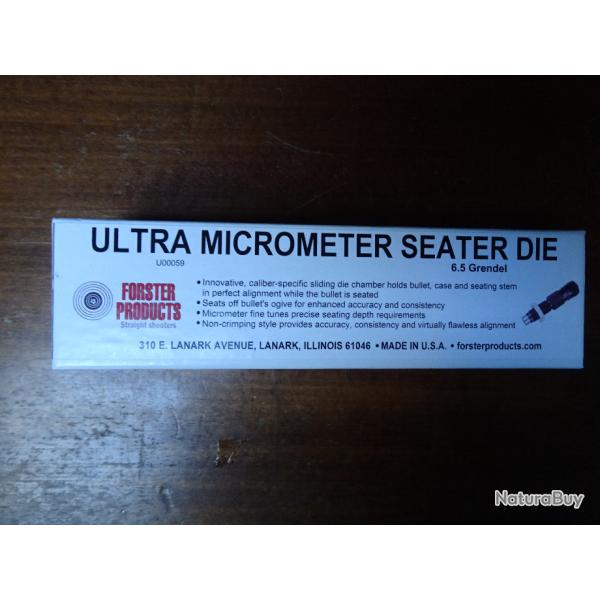 ULTRA MICROMETER SEATER DIE
U00059
6.5 Grendel
FORSTER
PRODUCTS
Straight shooters
• Innovative, caliber-specific sliding die chamber holds bullet, case and seating stem
in perfect alignment while the bullet is seated
• Seats off bullet's ogive for enhanced accuracy and consistency
• Micrometer fine tunes precise seating depth requirements
• Non-crimping style provides accuracy, consistency and virtually flawless alignment
310 E. LANARK AVENUE, LANARK, ILLINOIS 61046 • MADE IN U.S.A. • forsterproducts.com
NaturaBuy